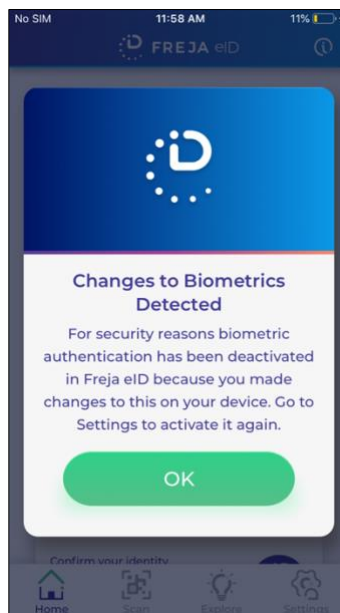 No SIM 11:58 AM 11%
FREJA eID
Changes to Biometrics
Detected
For security reasons biometric
authentication has been deactivated
in Freja eID because you made
changes to this on your device. Go to
Settings to activate it again.
OK
Confirm your identity
Home Scan Explore Settings